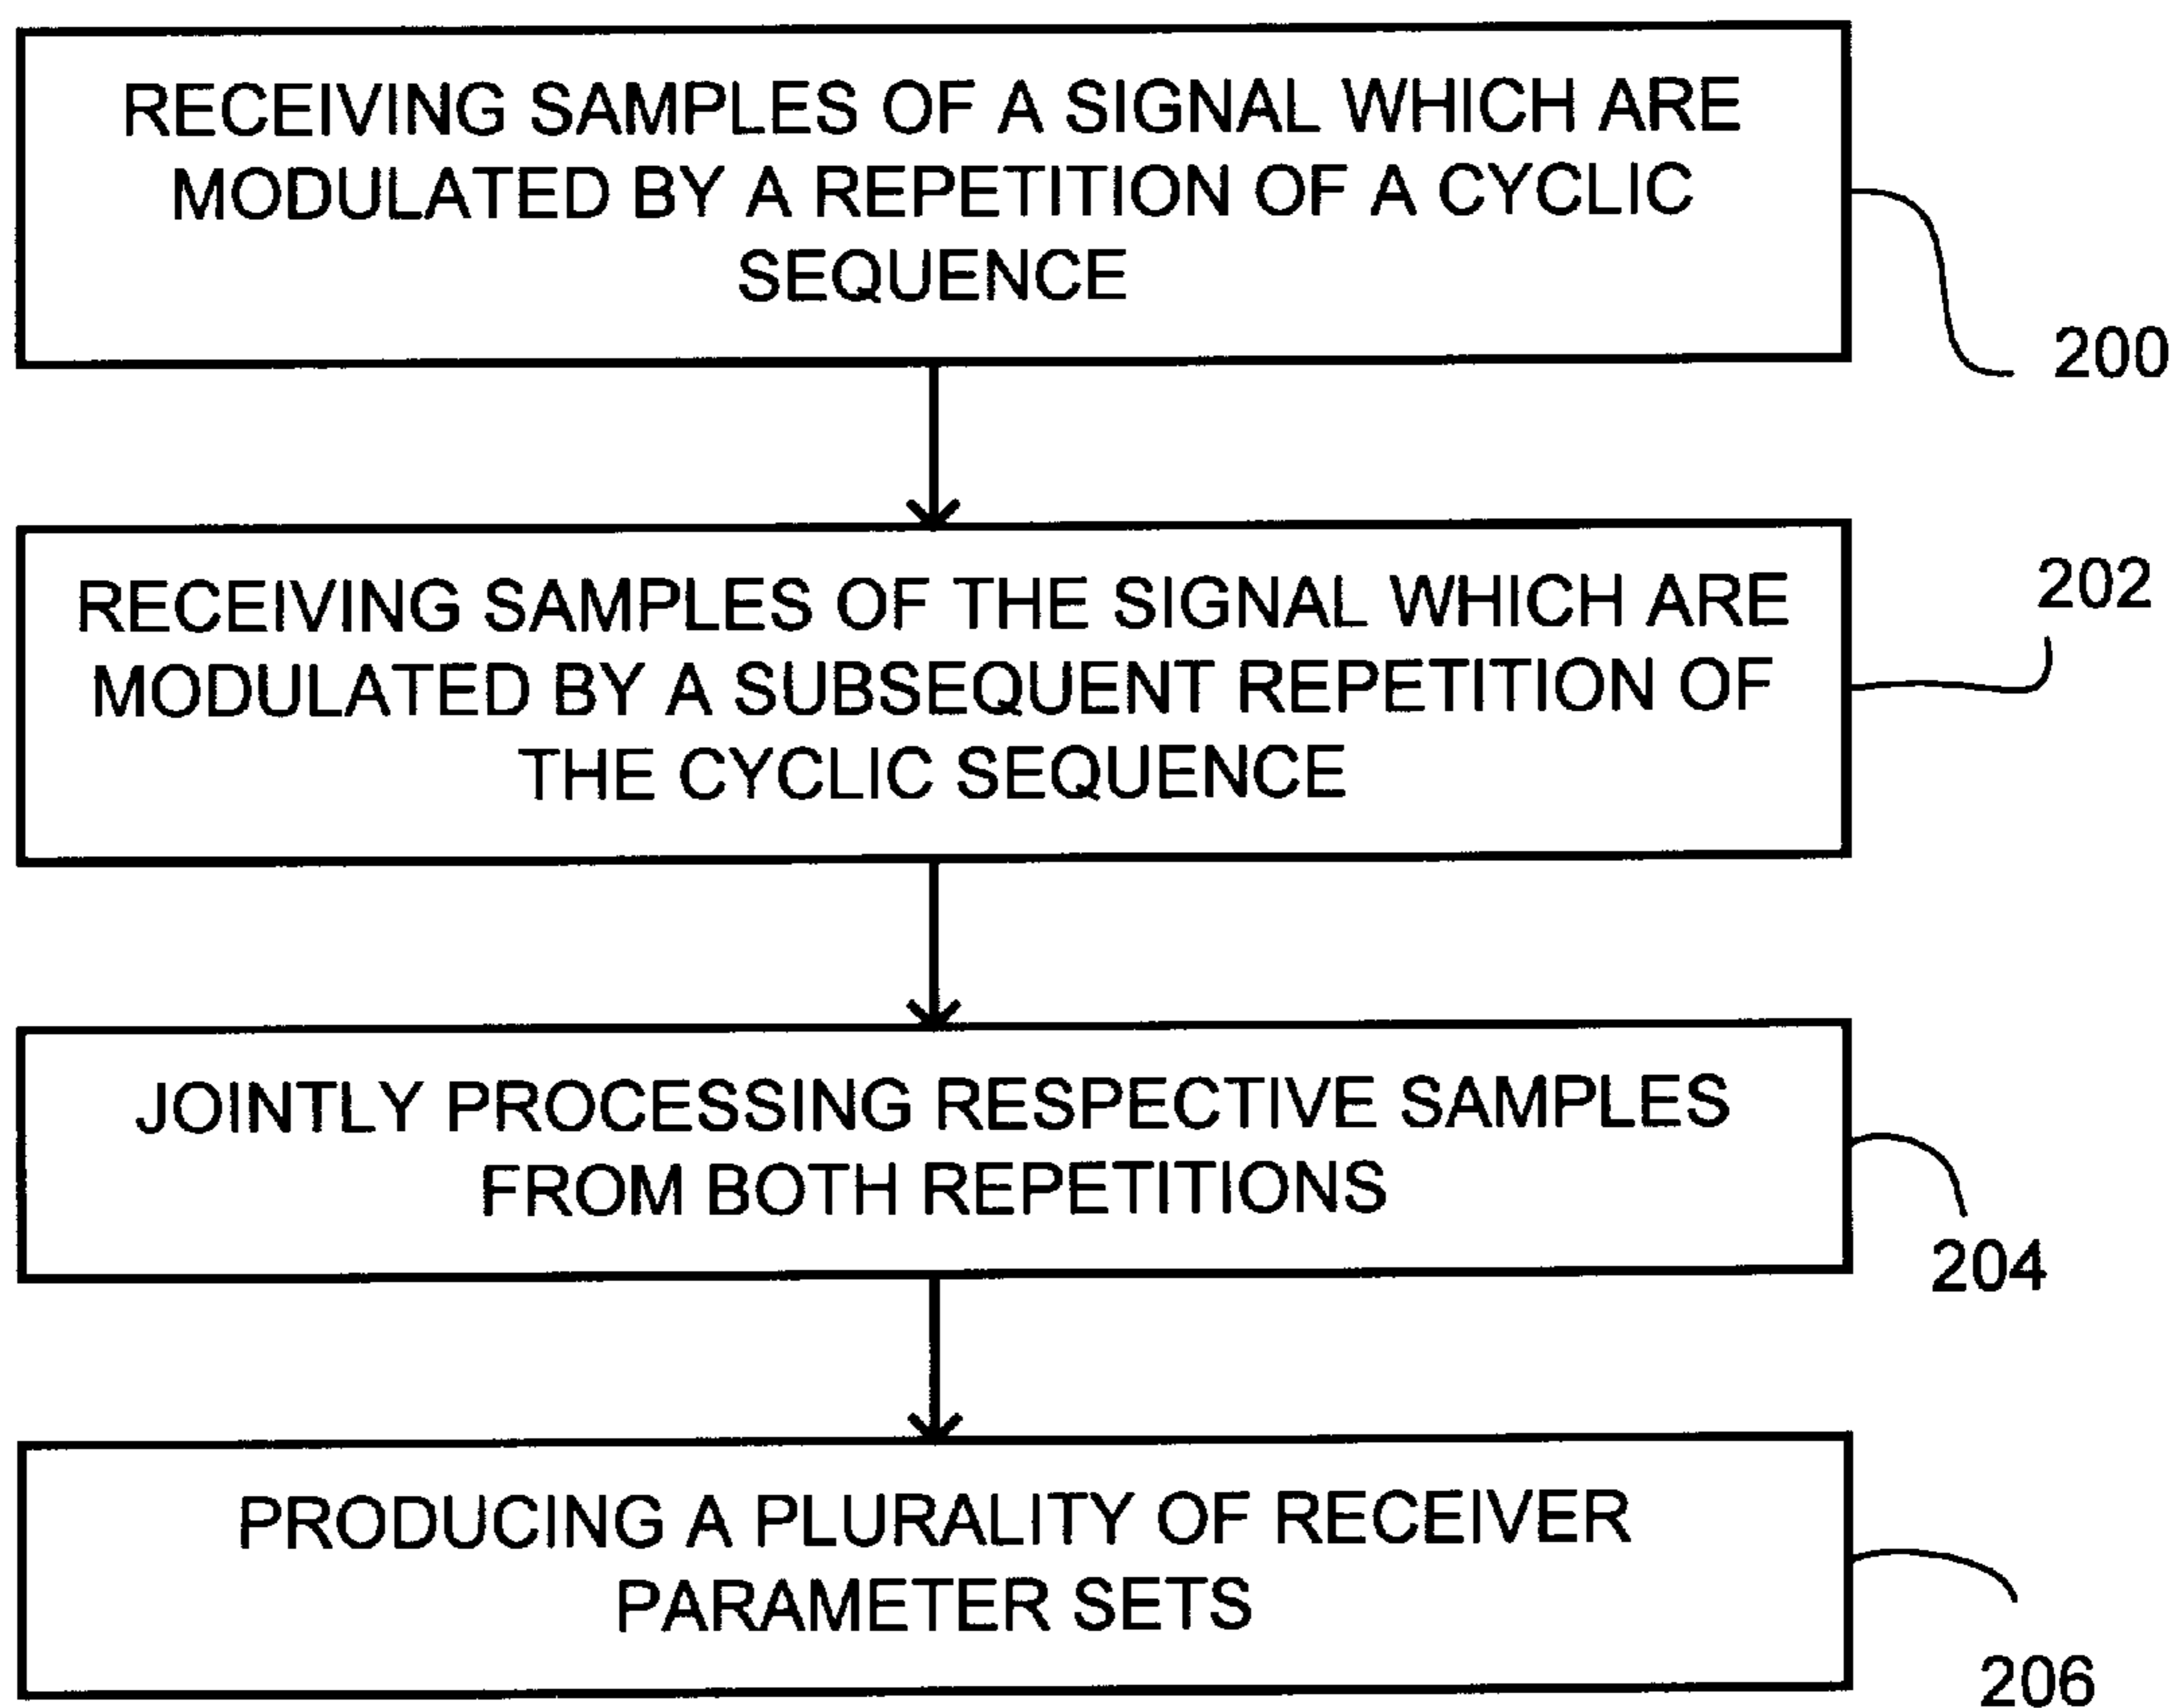 RECEIVING SAMPLES OF A SIGNAL WHICH ARE
MODULATED BY A REPETITION OF A CYCLIC
SEQUENCE
200
RECEIVING SAMPLES OF THE SIGNAL WHICH ARE
MODULATED BY A SUBSEQUENT REPETITION OF
THE CYCLIC SEQUENCE
202
JOINTLY PROCESSING RESPECTIVE SAMPLES
FROM BOTH REPETITIONS
204
PRODUCING A PLURALITY OF RECEIVER
PARAMETER SETS
206